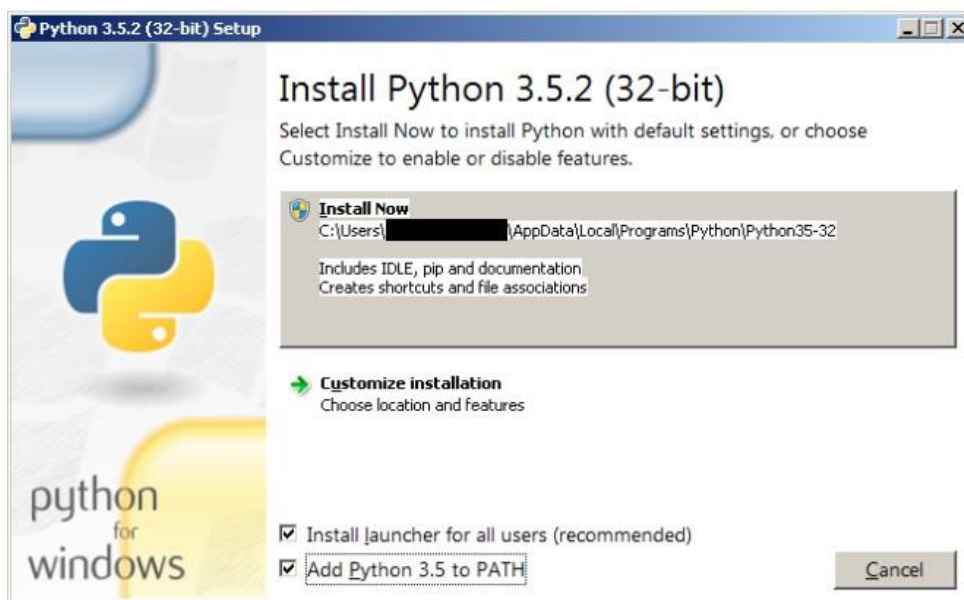 Python 3.5.2 (32-bit) Setup
Install Python 3.5.2 (32-bit)
Select Install Now to install Python with default settings, or choose
Customize to enable or disable features.
Install Now
C:\Users\ \AppData\Local\Programs\Python\Python35-32
Includes IDLE, pip and documentation
Creates shortcuts and file associations
Customize installation
Choose location and features
python
for
windows
Install launcher for all users (recommended)
Add Python 3.5 to PATH
Cancel